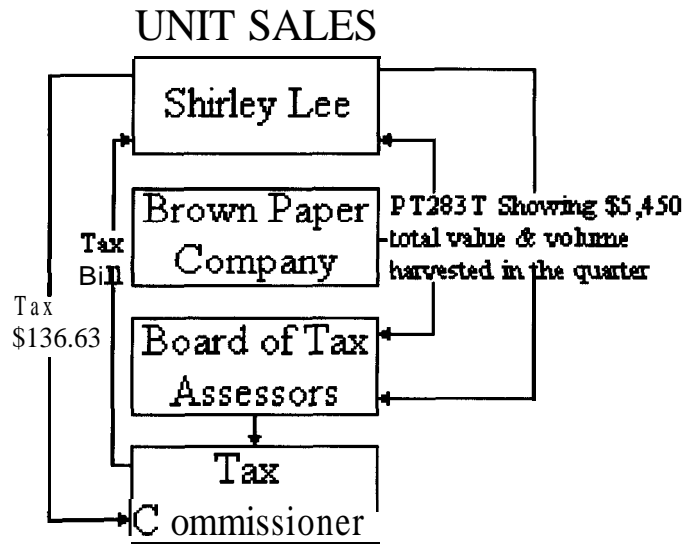 UNIT SALES
Shirley Lee
Brown Paper
Company
PT283T Showing $5,450
total value & volume
harvested in the quarter
Tax
Bill
Tax
$136.63
Board of Tax
Assessors
Tax
Commissioner